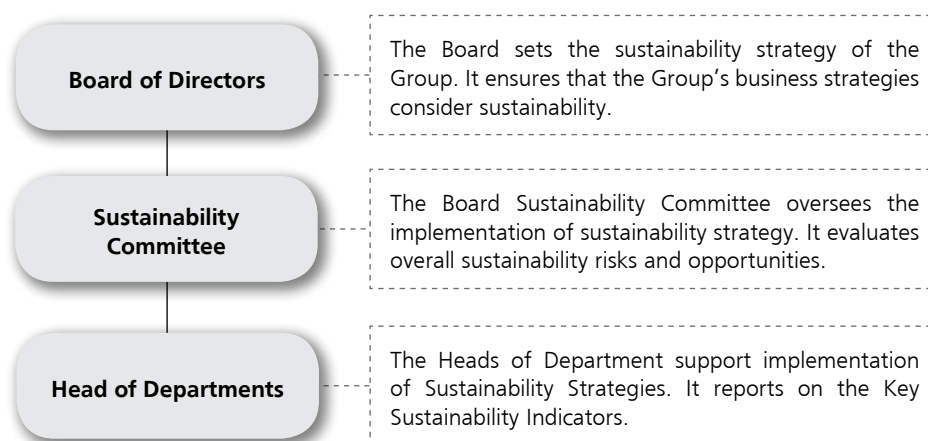 Board of Directors
The Board sets the sustainability strategy of the
Group. It ensures that the Group’s business strategies
consider sustainability.
Sustainability
Committee
The Board Sustainability Committee oversees the
implementation of sustainability strategy. It evaluates
overall sustainability risks and opportunities.
Head of Departments
The Heads of Department support implementation
of Sustainability Strategies. It reports on the Key
Sustainability Indicators.